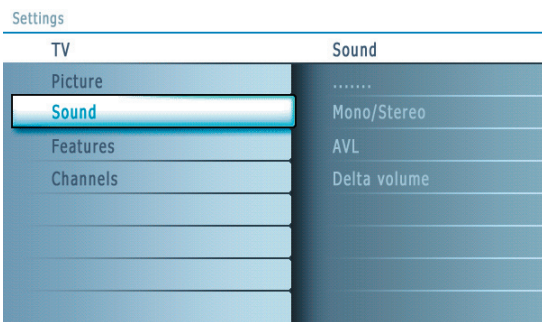 Settings
TV
Sound
Picture
Sound
Features
Channels
.......
Mono/Stereo
AVL
Delta volume